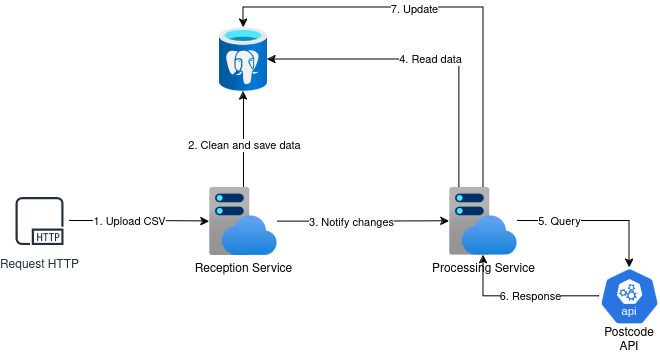 7. Update
4. Read data
2. Clean and save data
HTTP
1. Upload CSV
3. Notify changes
5. Query
Request HTTP
Reception Service
Processing Service
6. Response
api
Postcode
API